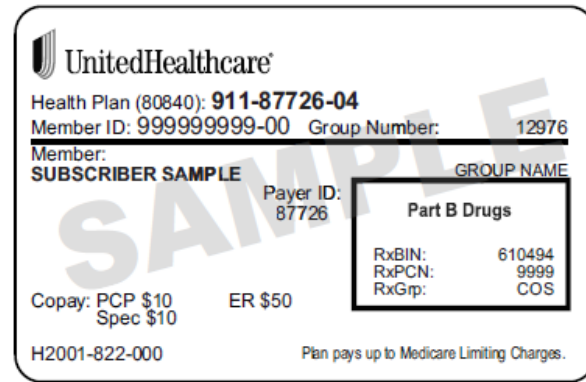 UnitedHealthcare®
Health Plan (80840): 911-87726-04
Member ID: 999999999-00 Group Number: 12976
Member:
SUBSCRIBER SAMPLE GROUP NAME
Payer ID:
87726
Part B Drugs
RxBIN: 610494
RxPCN: 9999
RxGrp: COS
Copay: PCP $10 ER $50
Spec $10
H2001-822-000 Plan pays up to Medicare Limiting Charges.
SAMPLE